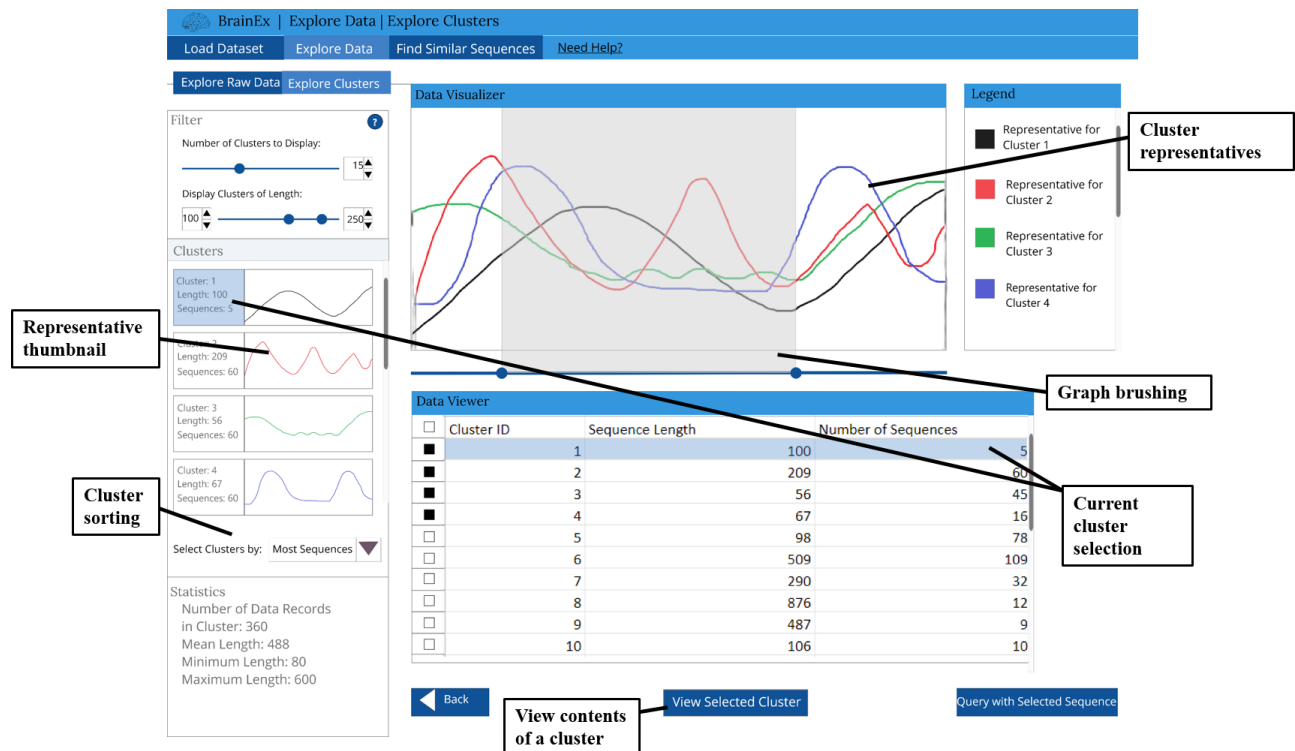 BrainEx | Explore Data | Explore Clusters
Load Dataset
Explore Data
Find Similar Sequences
Need Help?
Explore Raw Data
Explore Clusters
Filter
?
Number of Clusters to Display:
15
Display Clusters of Length:
100
250
Clusters
Cluster: 1
Length: 100
Sequences: 5
Cluster: 2
Length: 209
Sequences: 60
Cluster: 3
Length: 56
Sequences: 60
Cluster: 4
Length: 67
Sequences: 60
Select Clusters by: Most Sequences
Statistics
Number of Data Records
in Cluster: 360
Mean Length: 488
Minimum Length: 80
Maximum Length: 600
Representative
thumbnail
Cluster
sorting
Data Visualizer
Legend
Representative for
Cluster 1
Representative for
Cluster 2
Representative for
Cluster 3
Representative for
Cluster 4
Cluster
representatives
Graph brushing
Data Viewer
Cluster ID Sequence Length Number of Sequences
1 100 5
2 209 60
3 56 45
4 67 16
5 98 78
6 509 109
7 290 32
8 876 12
9 487 9
10 106 10
Current
cluster
selection
Back
View Selected Cluster
Query with Selected Sequence
View contents
of a cluster